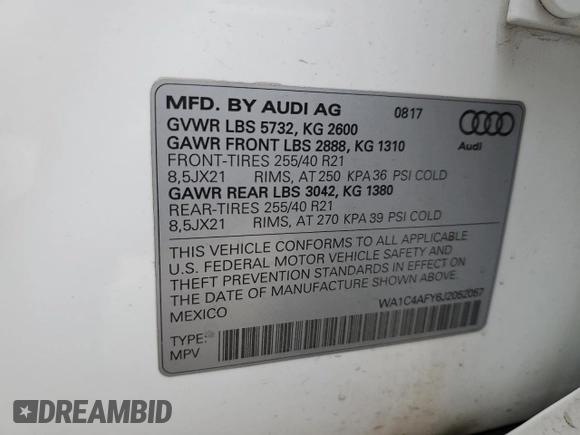 MFD. BY AUDI AG 0817
GVWR LBS 5732, KG 2600
GAWR FRONT LBS 2888, KG 1310
FRONT-TIRES 255/40 R21
8,5JX21 RIMS, AT 250 KPA 36 PSI COLD
GAWR REAR LBS 3042, KG 1380
REAR-TIRES 255/40 R21
8,5JX21 RIMS, AT 270 KPA 39 PSI COLD
Audi
THIS VEHICLE CONFORMS TO ALL APPLICABLE
U.S. FEDERAL MOTOR VEHICLE SAFETY AND
THEFT PREVENTION STANDARDS IN EFFECT ON
THE DATE OF MANUFACTURE SHOWN ABOVE.
MEXICO
WA1C4AFY6J2052067
TYPE:
MPV
DREAMBID